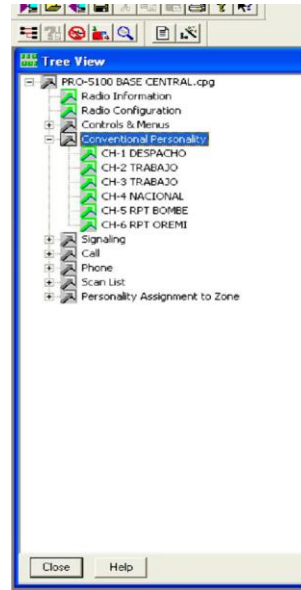 Tree View
PRO-5100 BASE CENTRAL.cpg
Radio Information
Radio Configuration
Controls & Menus
Conventional Personality
CH-1 DESPACHO
CH-2 TRABAJO
CH-3 TRABAJO
CH-4 NACIONAL
CH-5 RPT BOMBE
CH-6 RPT OREMI
Signaling
Call
Phone
Scan List
Personality Assignment to Zone
Close Help